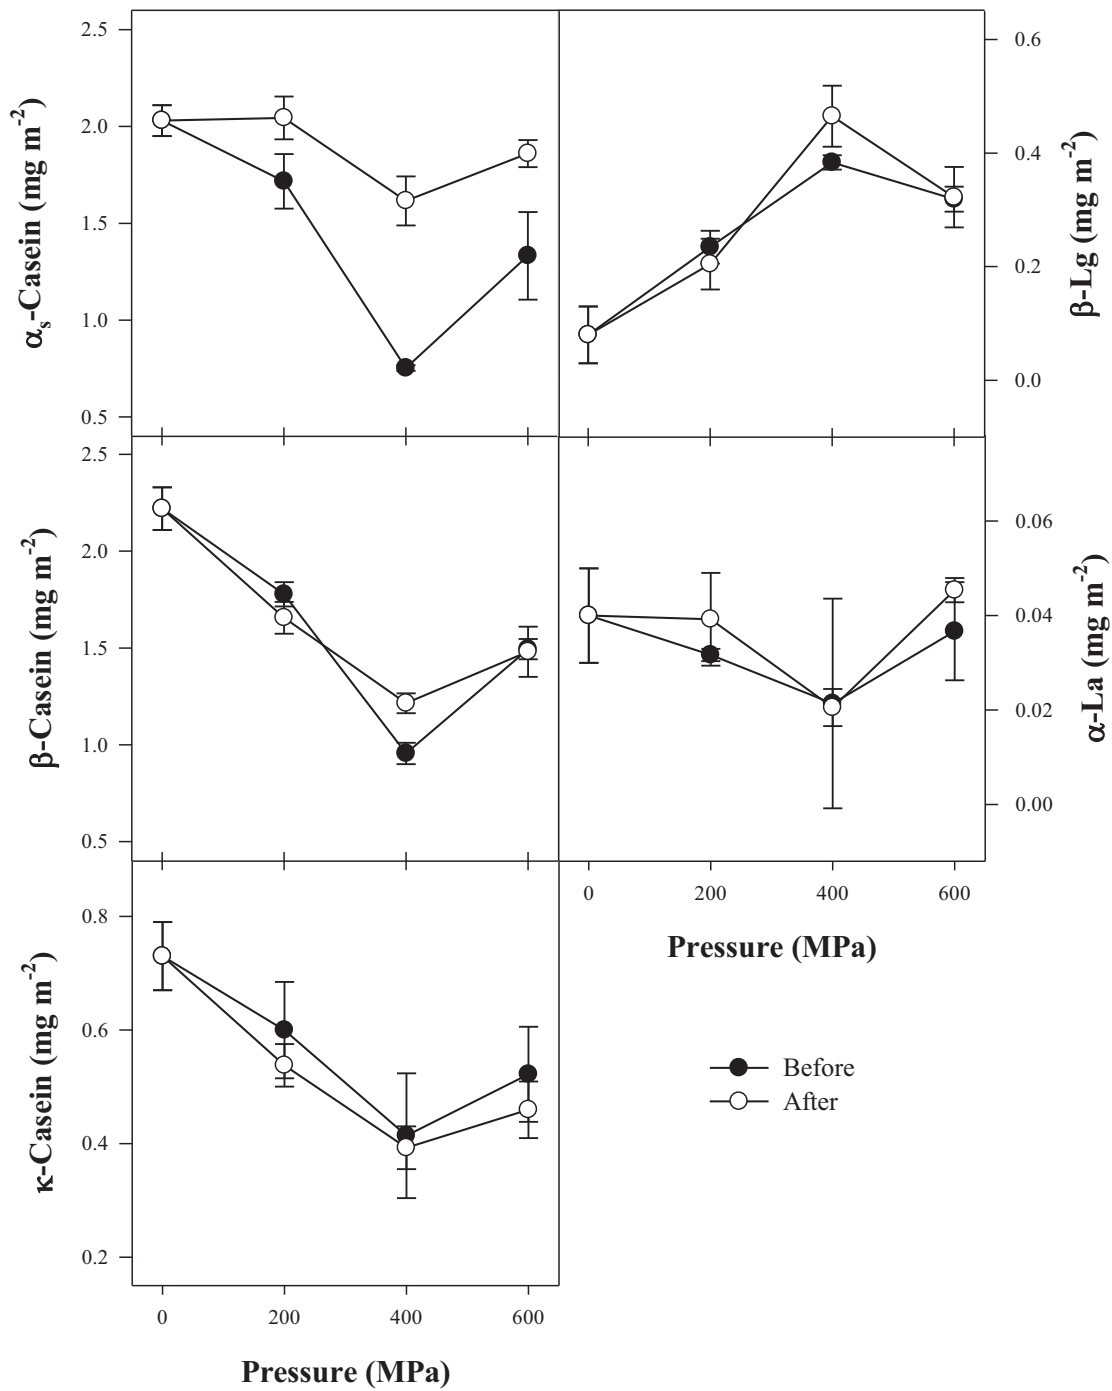 αs-Casein (mg m-2)
2.5
2.0
1.5
1.0
0.5
0.6
0.4
0.2
0.0
β-Lg (mg m-2)
β-Casein (mg m-2)
2.5
2.0
1.5
1.0
0.5
0.06
0.04
0.02
0.00
α-La (mg m-2)
0 200 400 600
Pressure (MPa)
κ-Casein (mg m-2)
0.8
0.6
0.4
0.2
0 200 400 600
Pressure (MPa)
Before
After